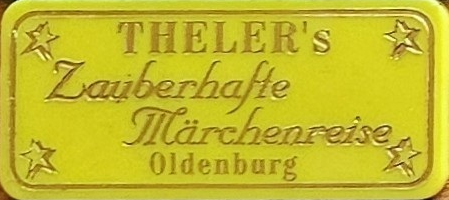 THELER's
Zauberhafte
Märchenreise
Oldenburg